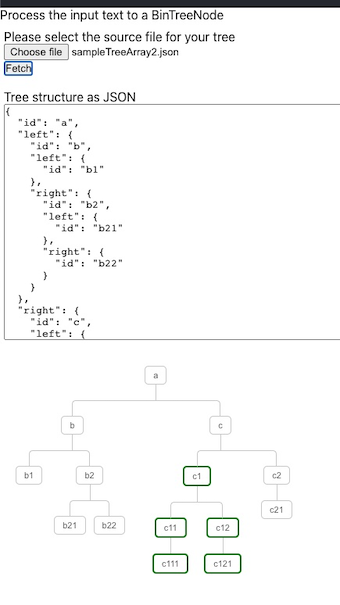 Process the input text to a BinTreeNode
Please select the source file for your tree
Choose file sampleTreeArray2.json
Fetch
Tree structure as JSON
{
  "id": "a",
  "left": {
    "id": "b",
    "left": {
      "id": "b1"
    },
    "right": {
      "id": "b2",
      "left": {
        "id": "b21"
      },
      "right": {
        "id": "b22"
      }
    }
  },
  "right": {
    "id": "c",
    "left": {
a
b c
b1 b2 c1 c2
b21 b22 c11 c12 c21
c111 c121